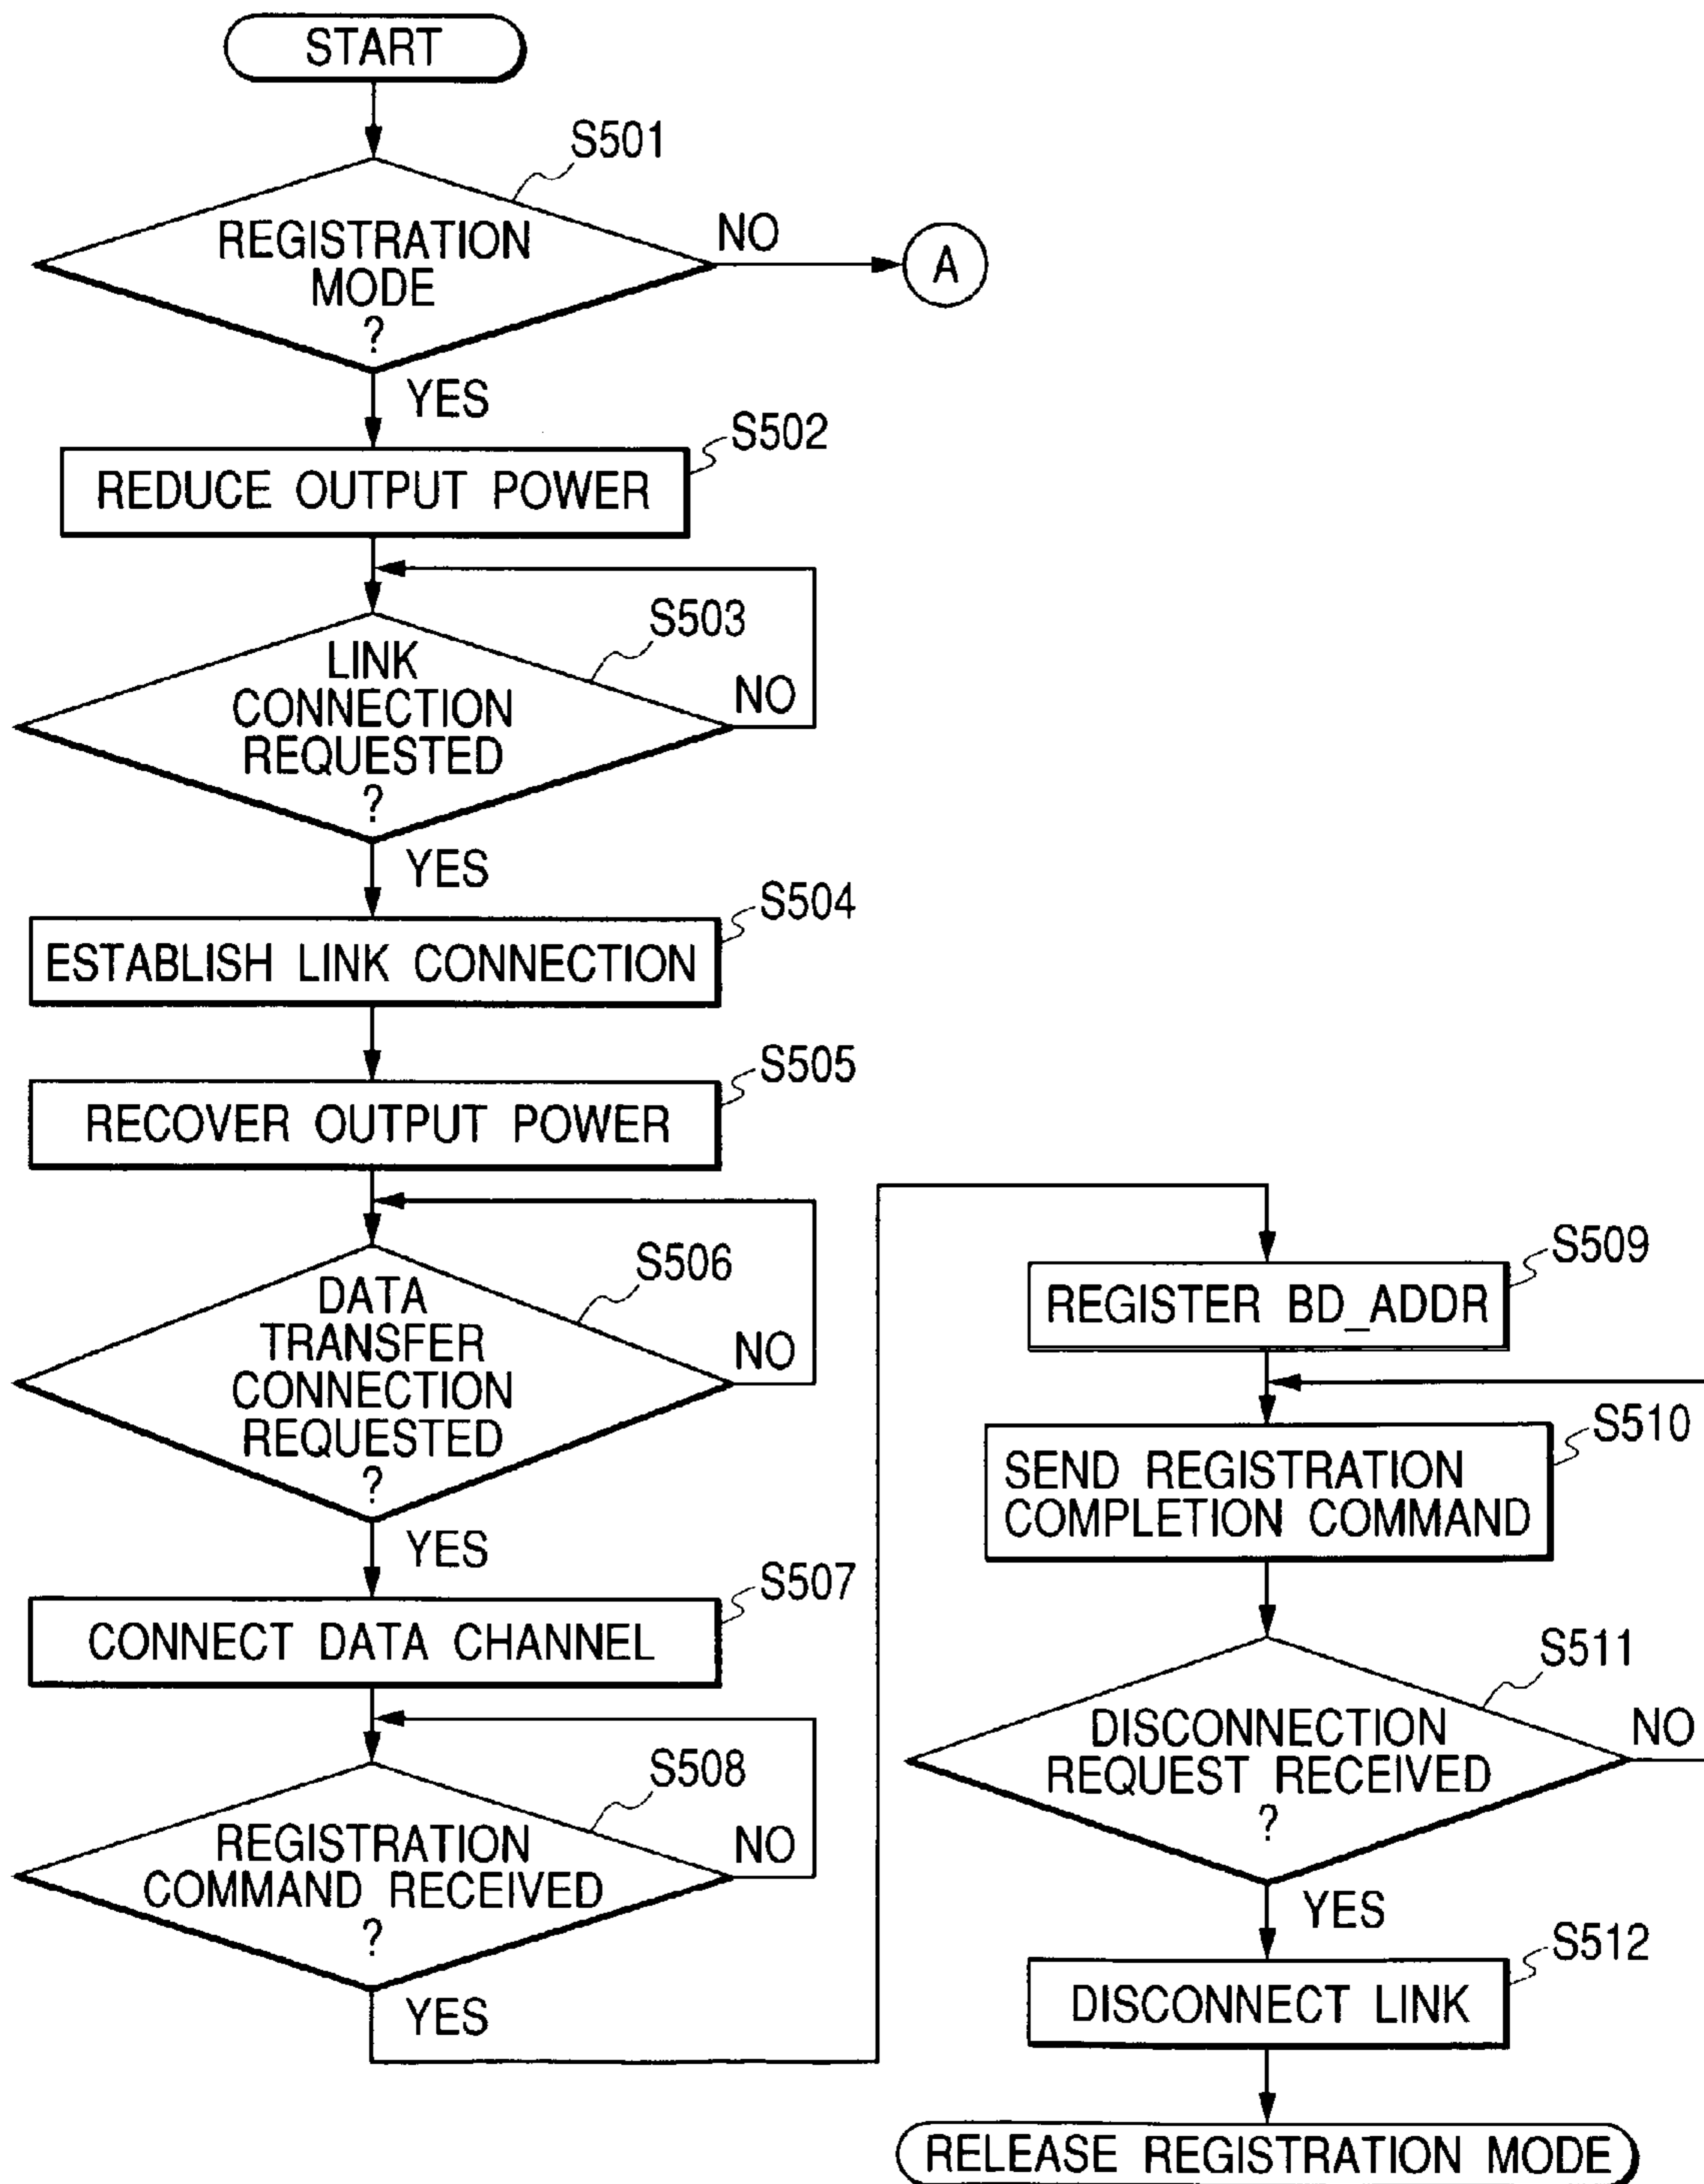 START
S501
REGISTRATION
MODE
?
NO
A
YES
S502
REDUCE OUTPUT POWER
S503
LINK
CONNECTION
REQUESTED
?
NO
YES
S504
ESTABLISH LINK CONNECTION
S505
RECOVER OUTPUT POWER
S506
DATA
TRANSFER
CONNECTION
REQUESTED
?
NO
YES
S507
CONNECT DATA CHANNEL
S508
REGISTRATION
COMMAND RECEIVED
?
NO
YES
S509
REGISTER BD_ADDR
S510
SEND REGISTRATION
COMPLETION COMMAND
S511
DISCONNECTION
REQUEST RECEIVED
?
NO
YES
S512
DISCONNECT LINK
RELEASE REGISTRATION MODE